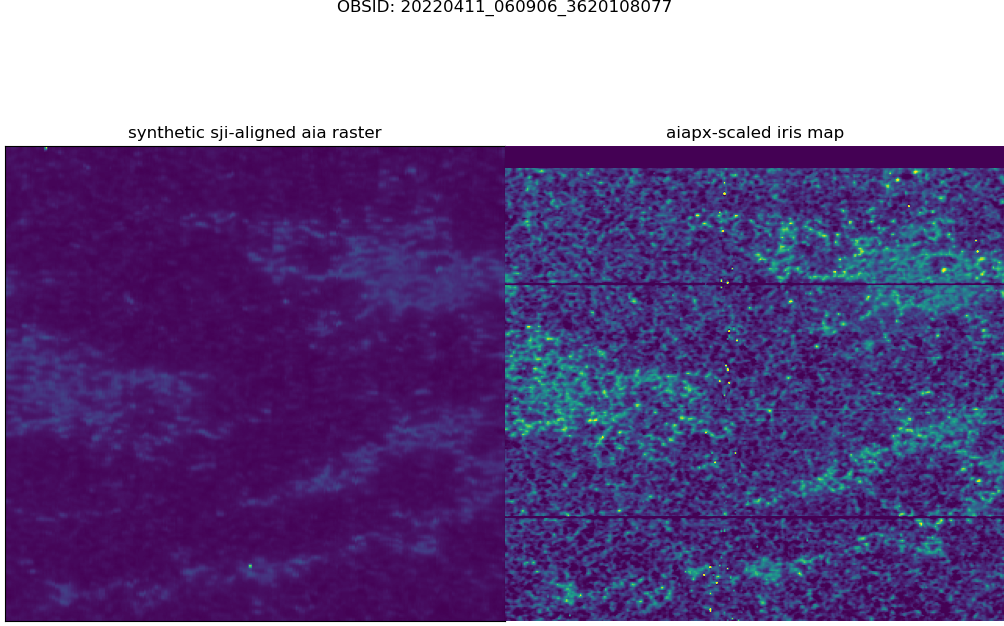 OBSID: 20220411_060906_3620108077
synthetic sji-aligned aia raster
aiapx-scaled iris map